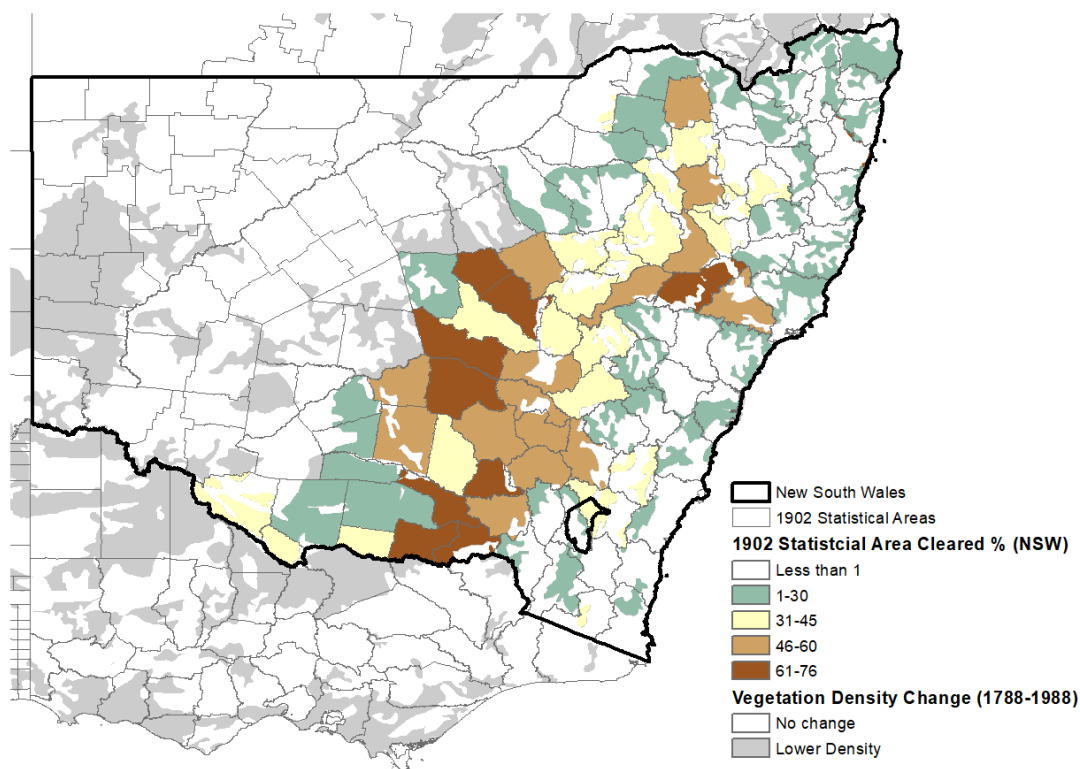 New South Wales
1902 Statistical Areas
1902 Statistcial Area Cleared % (NSW)
Less than 1
1-30
31-45
46-60
61-76
Vegetation Density Change (1788-1988)
No change
Lower Density